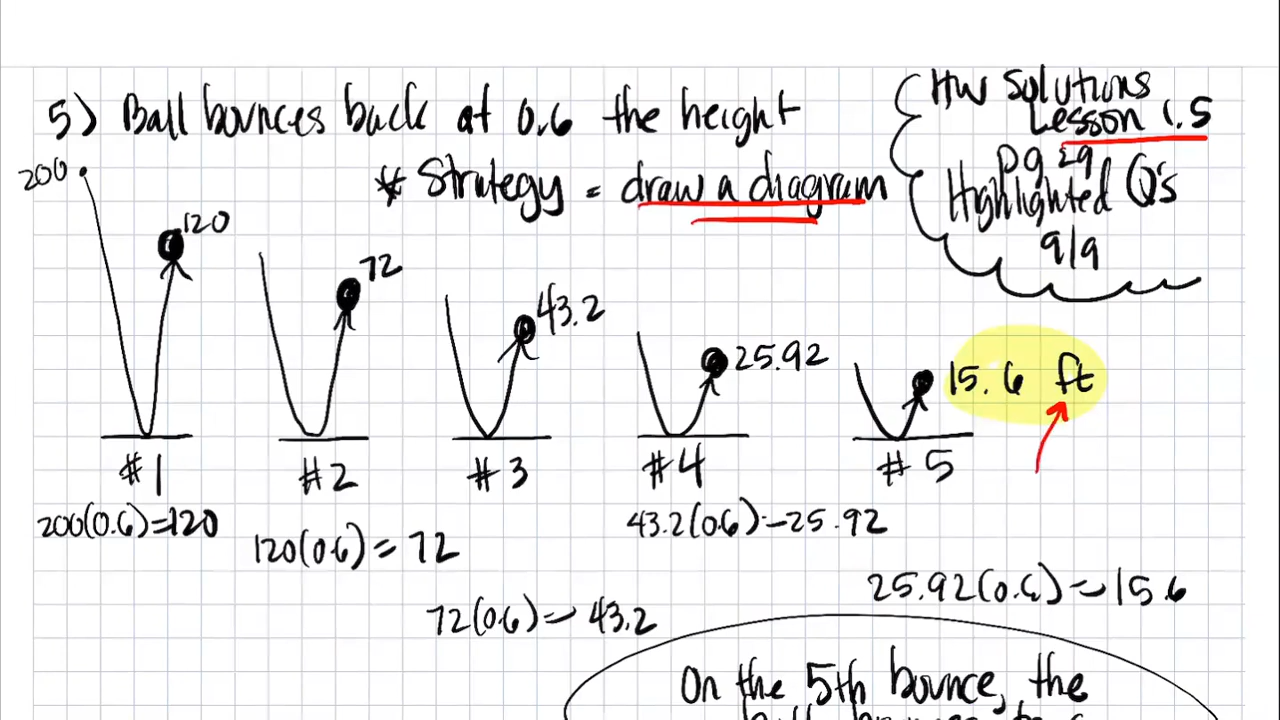 5) Ball bounces back at 0.6 the height
* Strategy = draw a diagram
HW Solutions
Lesson 1.5
pg 29
Highlighted Q's
9/9
200
120
72
43.2
25.92
15.6 ft
#1
#2
#3
#4
#5
200(0.6)=120
120(0.6) = 72
72(0.6) = 43.2
43.2(0.6) = 25.92
25.92(0.6) = 15.6
On the 5th bounce, the